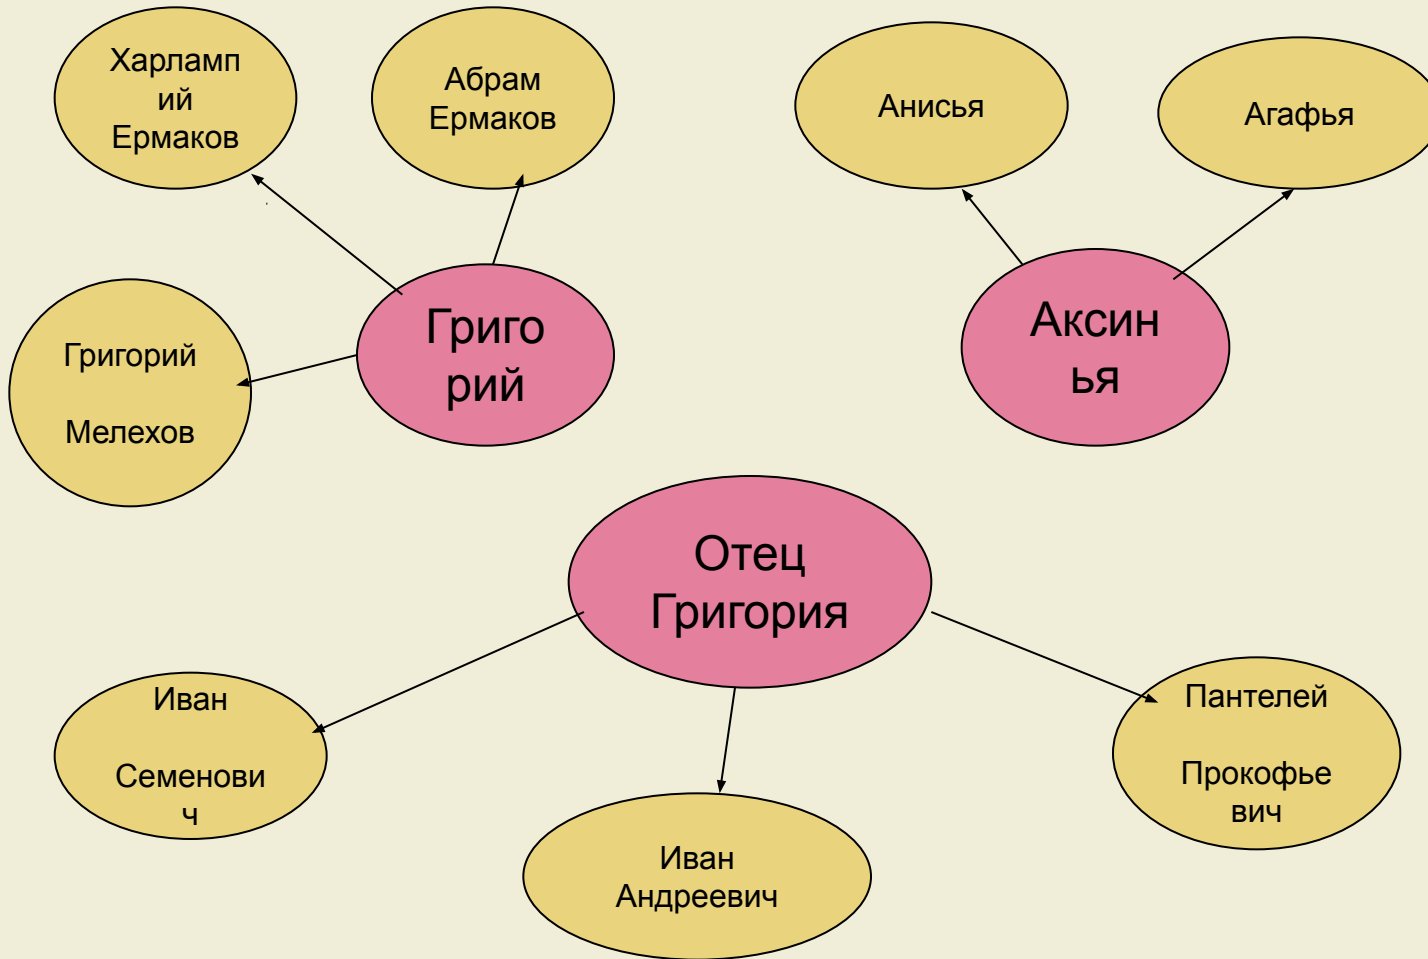 Харламп
ий
Ермаков
Абрам
Ермаков
Анисья
Агафья
Григорий
Мелехов
Григо
рий
Аксин
ья
Отец
Григория
Иван
Семенови
ч
Иван
Андреевич
Пантелей
Прокофье
вич